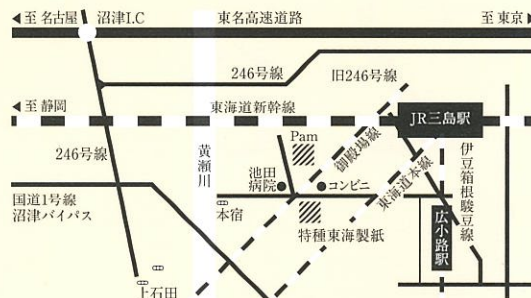 至 名古屋
沼津I.C
東名高速道路
至 東京
246号線
旧246号線
至 静岡
東海道新幹線
JR三島駅
Pam
御殿場線
246号線
黄瀬川
池田
病院
コンビニ
東海道本線
伊豆箱根駿豆線
国道1号線
沼津バイパス
本宿
特種東海製紙
広小路駅
上石田